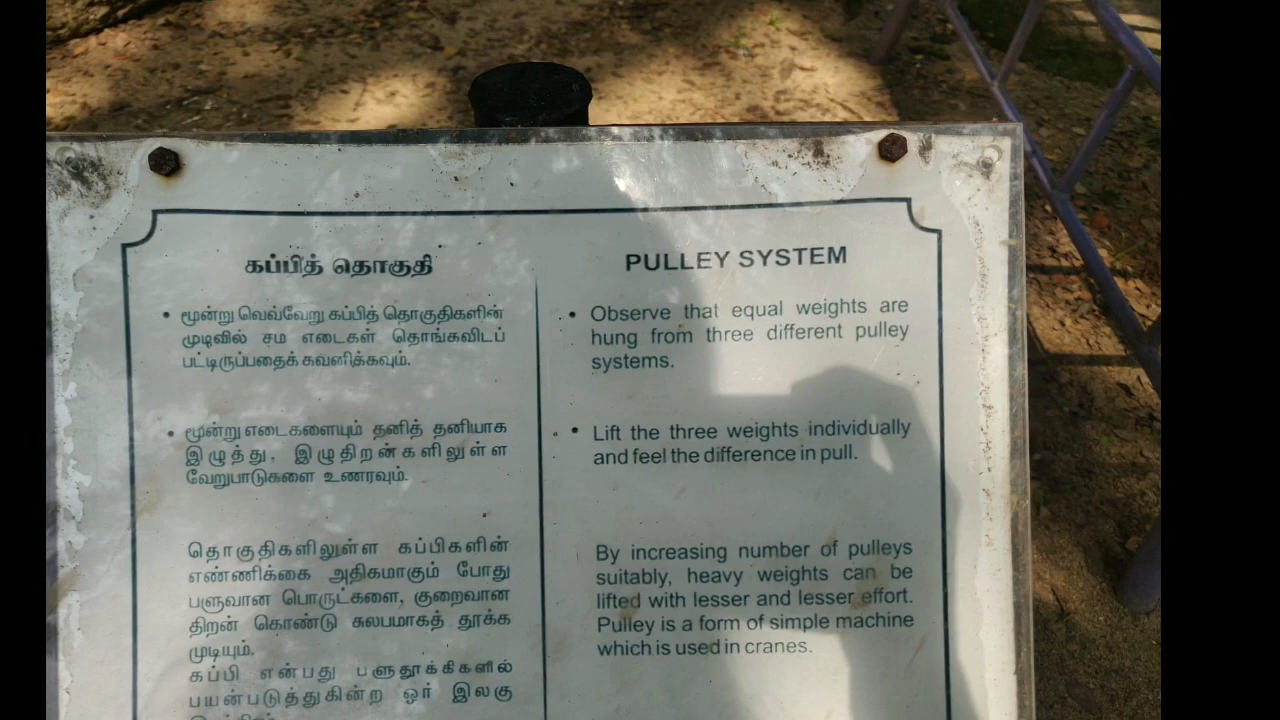 கப்பித் தொகுதி
• மூன்று வெவ்வேறு கப்பித் தொகுதிகளின்
முடிவில் சம எடைகள் தொங்கவிடப்
பட்டிருப்பதைக் கவனிக்கவும்.
• மூன்று எடைகளையும் தனித் தனியாக
இழுத்து, இழுதிறன்களிலுள்ள
வேறுபாடுகளை உணரவும்.
தொகுதிகளிலுள்ள கப்பிகளின்
எண்ணிக்கை அதிகமாகும் போது
பளுவான பொருட்களை, குறைவான
திறன் கொண்டு சுலபமாகத் தூக்க
முடியும்.
கப்பி என்பது பளுதூக்கிகளில்
பயன்படுத்துகின்ற ஓர் இலகு
PULLEY SYSTEM
• Observe that equal weights are
hung from three different pulley
systems.
• Lift the three weights individually
and feel the difference in pull.
By increasing number of pulleys
suitably, heavy weights can be
lifted with lesser and lesser effort.
Pulley is a form of simple machine
which is used in cranes.